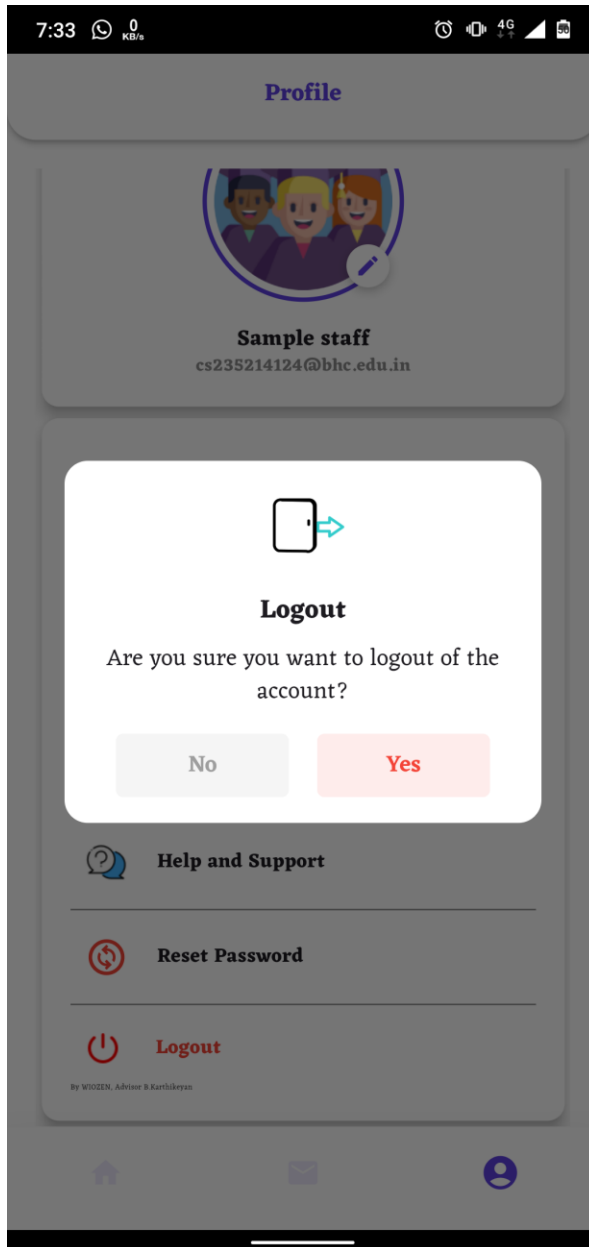 7:33
0
KB/s
4G
50
Profile
Sample staff
cs235214124@bhc.edu.in
Logout
Are you sure you want to logout of the
account?
No
Yes
Help and Support
Reset Password
Logout
By WIOZEN, Advisor B.Karthikeyan